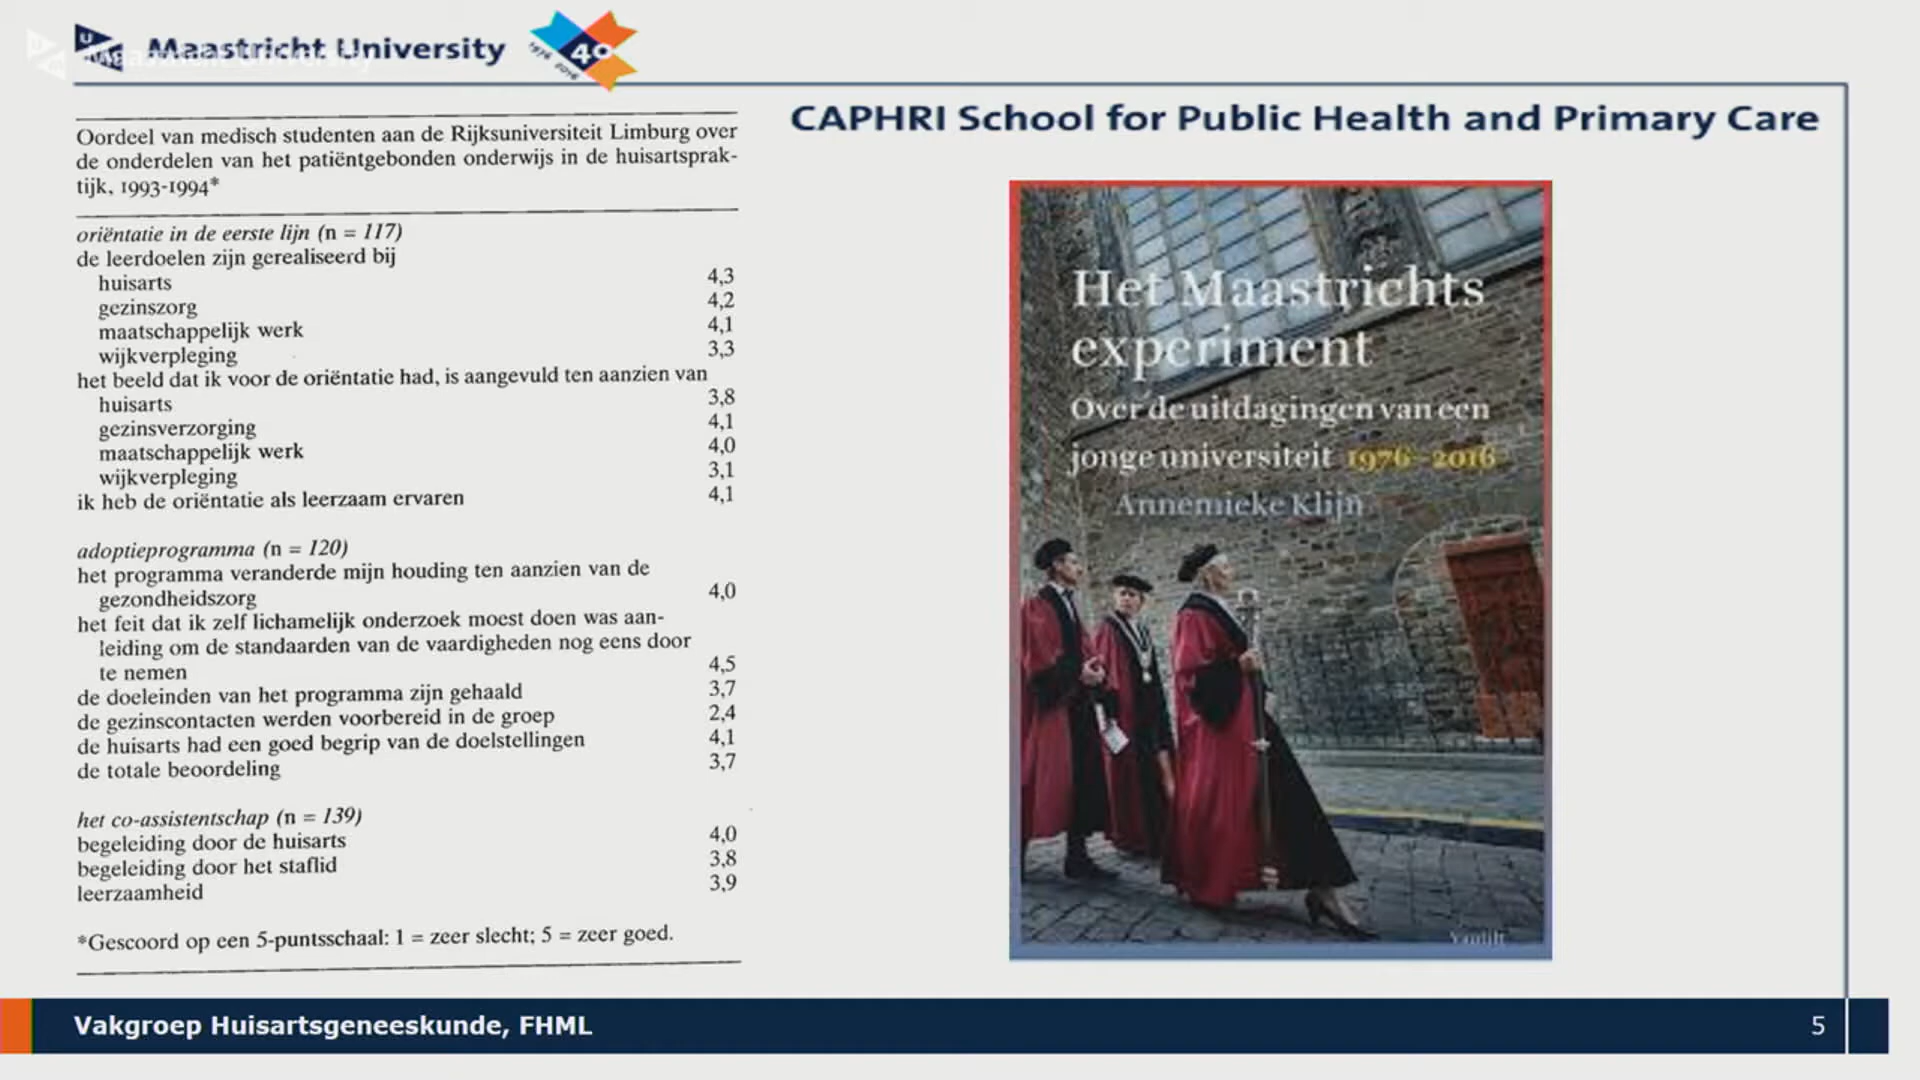 Maastricht University
1976 40 2016
CAPHRI School for Public Health and Primary Care
Oordeel van medisch studenten aan de Rijksuniversiteit Limburg over
de onderdelen van het patiëntgebonden onderwijs in de huisartsprak-
tijk, 1993-1994*
oriëntatie in de eerste lijn (n = 117)
de leerdoelen zijn gerealiseerd bij
huisarts 4,3
gezinszorg 4,2
maatschappelijk werk 4,1
wijkverpleging 3,3
het beeld dat ik voor de oriëntatie had, is aangevuld ten aanzien van
huisarts 3,8
gezinsverzorging 4,1
maatschappelijk werk 4,0
wijkverpleging 3,1
ik heb de oriëntatie als leerzaam ervaren 4,1
adoptieprogramma (n = 120)
het programma veranderde mijn houding ten aanzien van de
gezondheidszorg 4,0
het feit dat ik zelf lichamelijk onderzoek moest doen was aan-
leiding om de standaarden van de vaardigheden nog eens door
te nemen 4,5
de doeleinden van het programma zijn gehaald 3,7
de gezinscontacten werden voorbereid in de groep 2,4
de huisarts had een goed begrip van de doelstellingen 4,1
de totale beoordeling 3,7
het co-assistentschap (n = 139)
begeleiding door de huisarts 4,0
begeleiding door het staflid 3,8
leerzaamheid 3,9
*Gescoord op een 5-puntsschaal: 1 = zeer slecht; 5 = zeer goed.
Het Maastrichts
experiment
Over de uitdagingen van een
jonge universiteit 1976-2016
Annemieke Klijn
Vantilt
Vakgroep Huisartsgeneeskunde, FHML
5